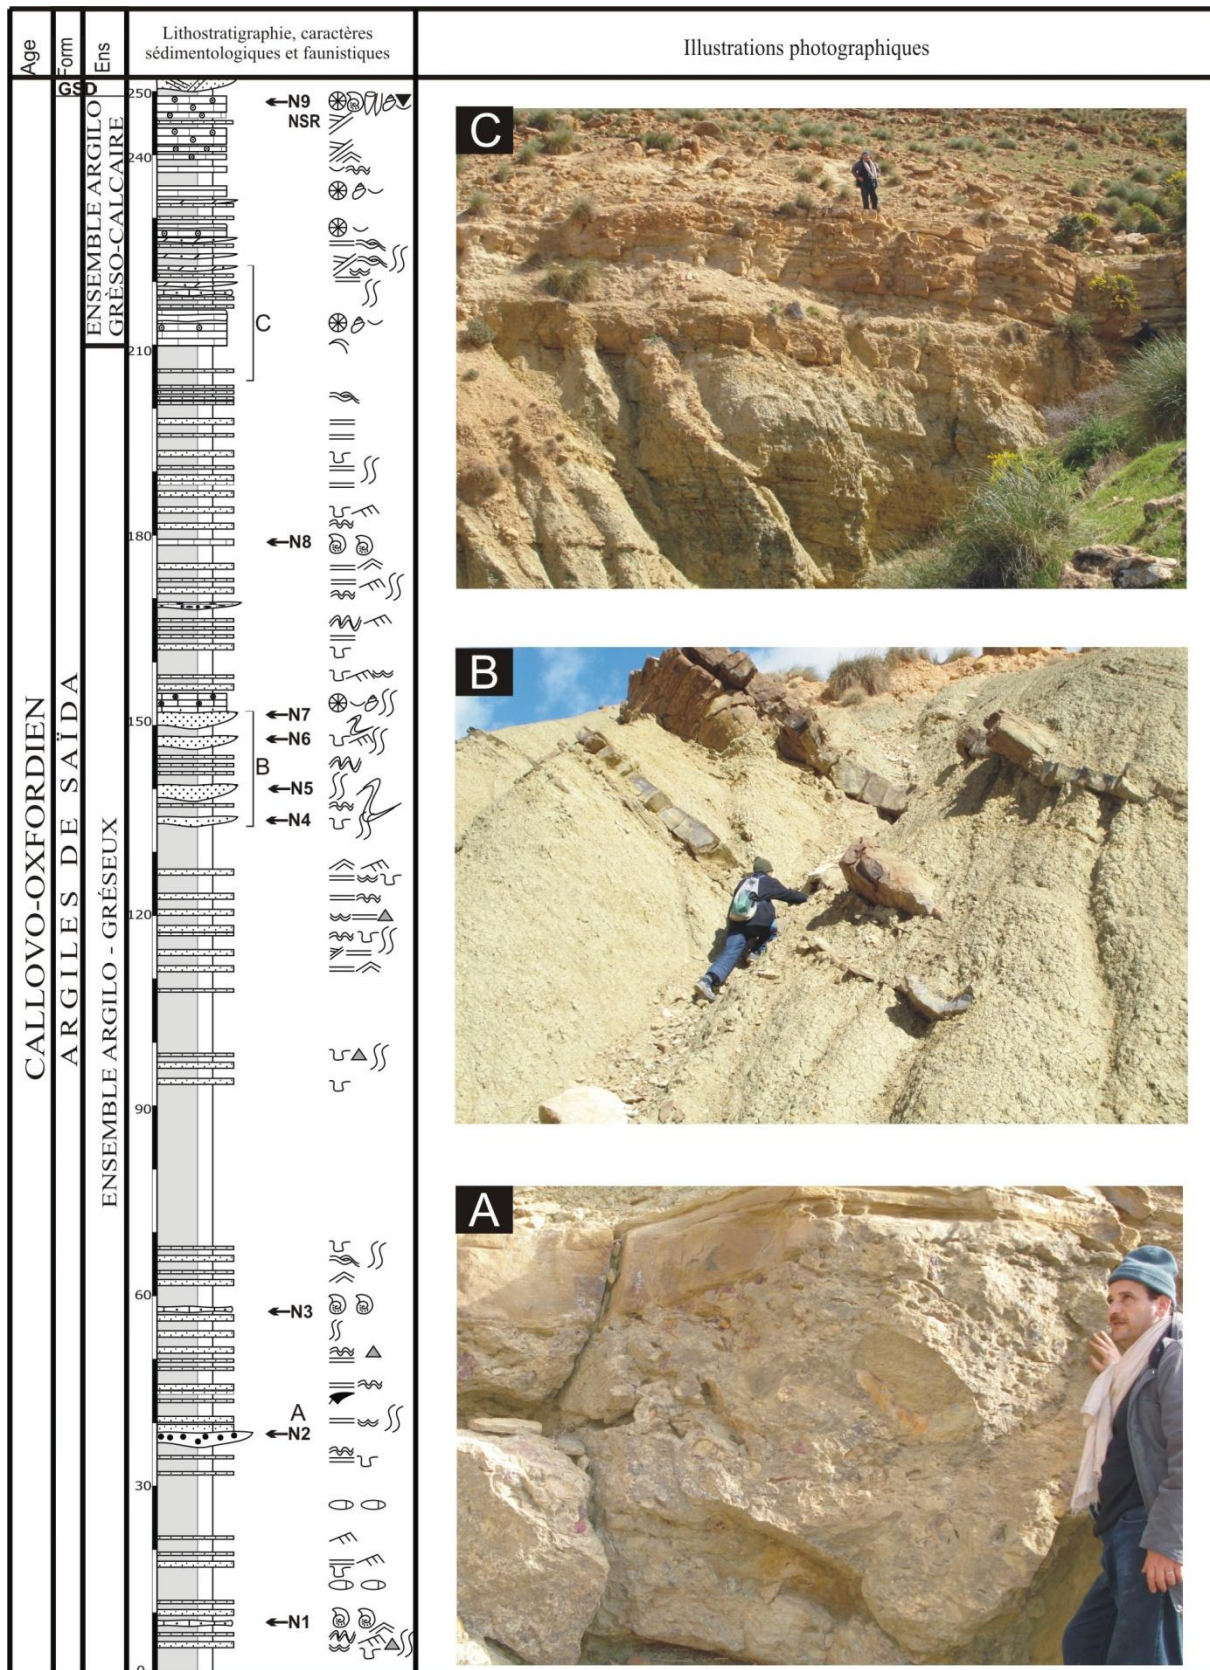 Age
Form
Ens
Lithostratigraphie, caractères
sédimentologiques et faunistiques
Illustrations photographiques
CALLOVO-OXFORDIEN
GSD
ARGILES DE SAÏDA
ENSEMBLE ARGILO
GRÈSO-CALCAIRE
ENSEMBLE ARGILO - GRÉSEUX
250
N9
NSR
240
C
210
180
N8
150
N7
N6
B
N5
N4
120
90
60
N3
A
N2
30
N1
0
C
B
A